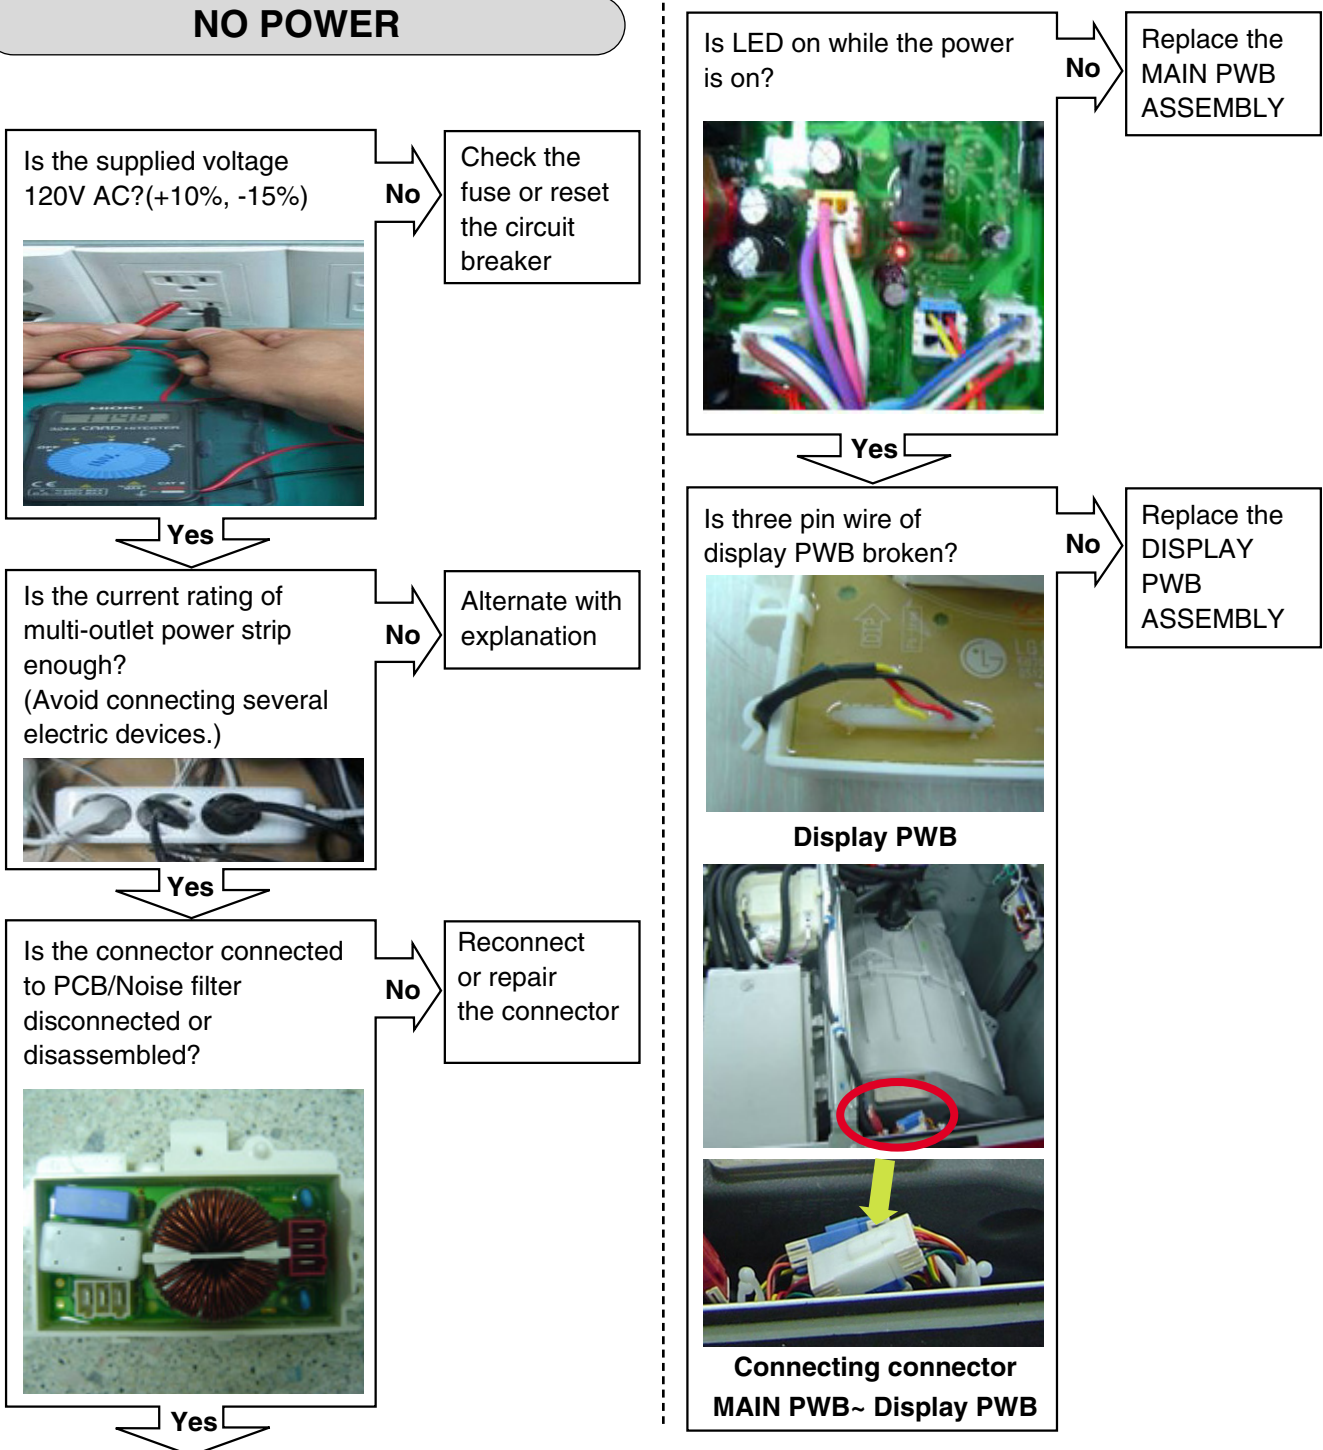 NO POWER
Is the supplied voltage
120V AC?(+10%, -15%)
No
Check the
fuse or reset
the circuit
breaker
HIOKI
CARD HiTESTER
OFF
Yes
Is the current rating of
multi-outlet power strip
enough?
(Avoid connecting several
electric devices.)
No
Alternate with
explanation
Yes
Is the connector connected
to PCB/Noise filter
disconnected or
disassembled?
No
Reconnect
or repair
the connector
Yes
Is LED on while the power
is on?
No
Replace the
MAIN PWB
ASSEMBLY
Yes
Is three pin wire of
display PWB broken?
No
Replace the
DISPLAY
PWB
ASSEMBLY
DIP
Display PWB
Connecting connector
MAIN PWB~ Display PWB